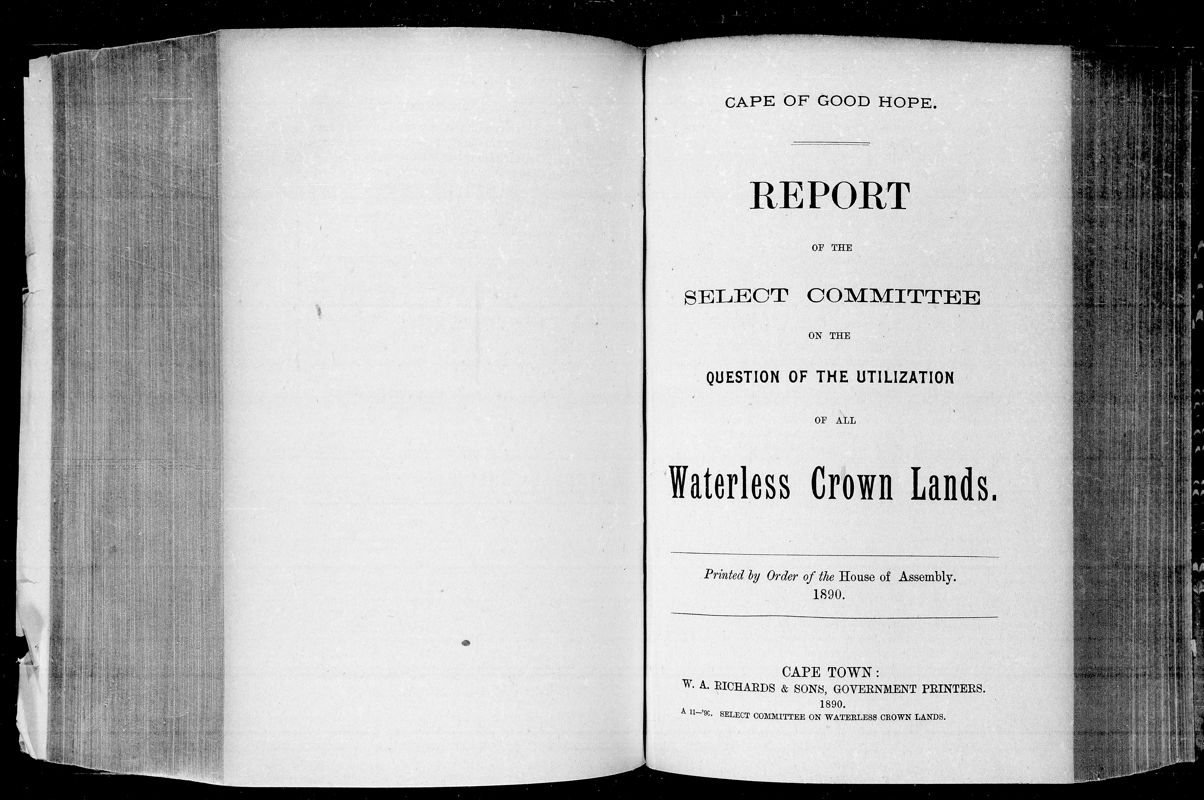 CAPE OF GOOD HOPE.
REPORT
OF THE
SELECT COMMITTEE
ON THE
QUESTION OF THE UTILIZATION
OF ALL
Waterless Crown Lands.
Printed by Order of the House of Assembly.
1890.
CAPE TOWN:
W. A. RICHARDS & SONS, GOVERNMENT PRINTERS.
1890.
A 11—'90. SELECT COMMITTEE ON WATERLESS CROWN LANDS.